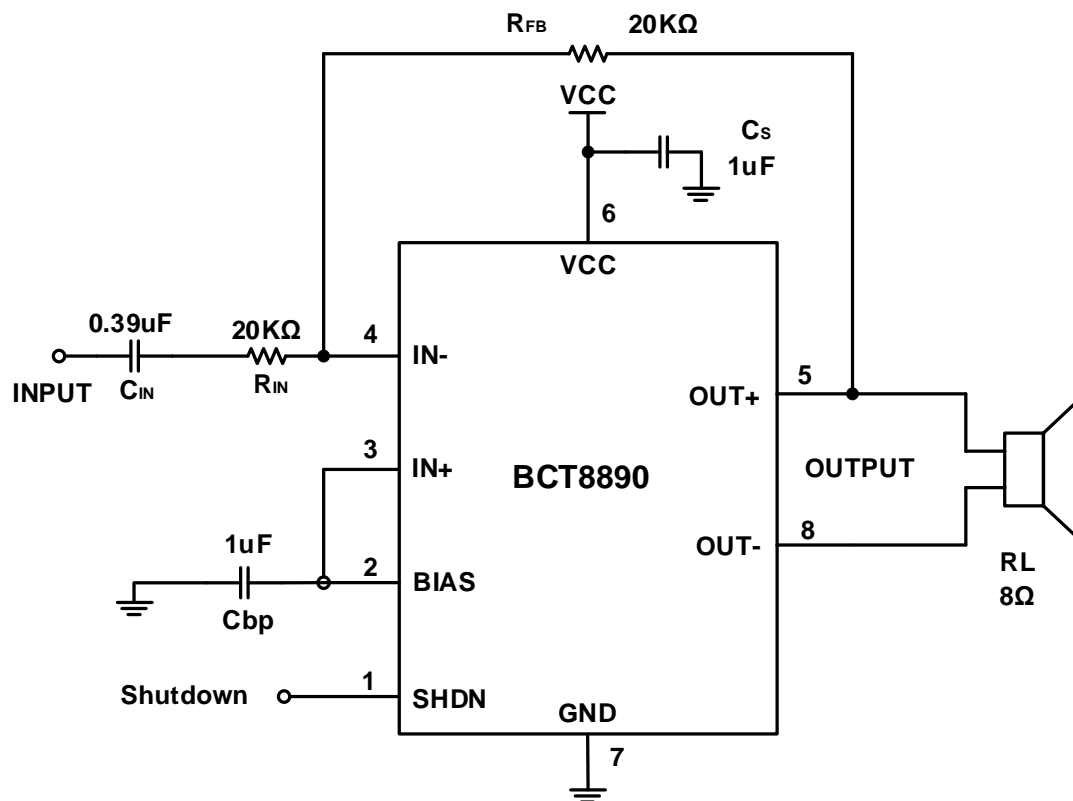 RFB 20KΩ
VCC
CS
1uF
6
VCC
0.39uF
20KΩ
4
IN-
INPUT
CIN
RIN
5
OUT+
3
IN+
BCT8890
OUTPUT
8
OUT-
1uF
2
BIAS
Cbp
RL
8Ω
Shutdown
1
SHDN
GND
7